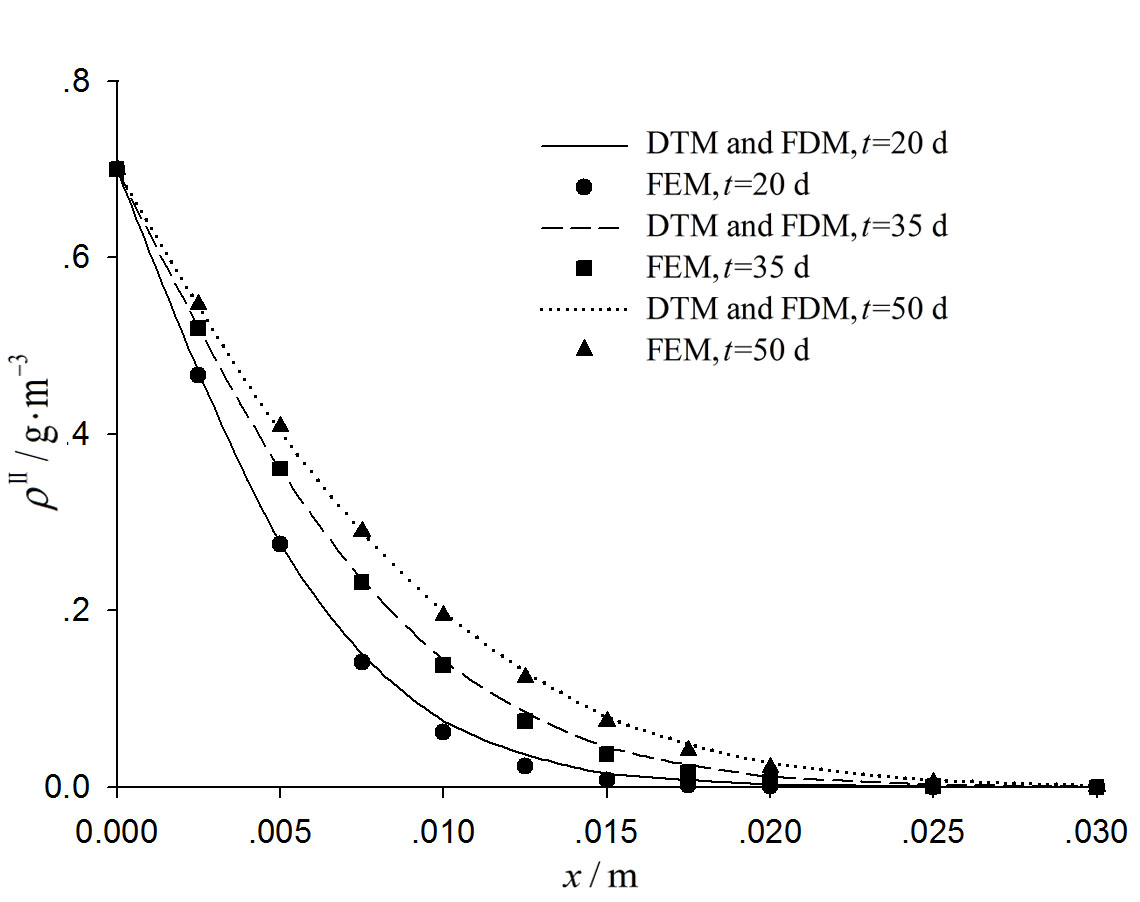 .8
.6
.4
.2
0.0
ρᴵᴵ / g·m⁻³
DTM and FDM, t=20 d
FEM, t=20 d
DTM and FDM, t=35 d
FEM, t=35 d
DTM and FDM, t=50 d
FEM, t=50 d
0.000 .005 .010 .015 .020 .025 .030
x / m